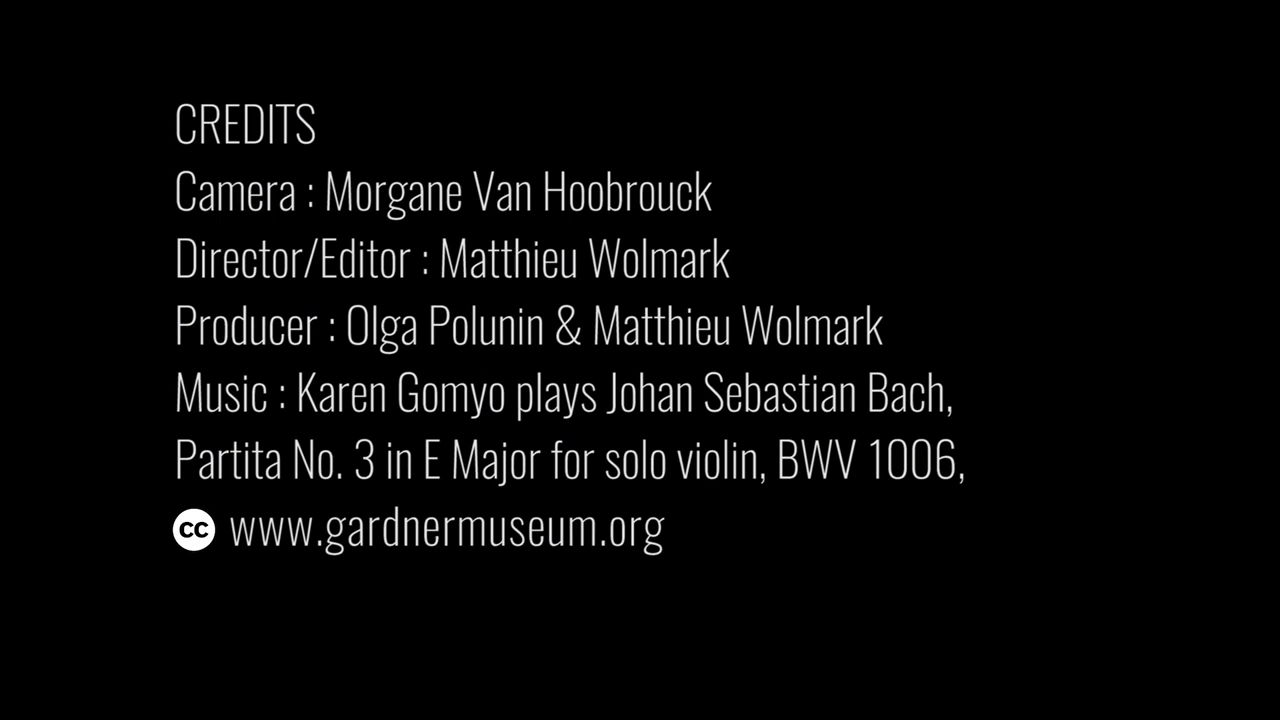 CREDITS
Camera : Morgane Van Hoobrouck
Director/Editor : Matthieu Wolmark
Producer : Olga Polunin & Matthieu Wolmark
Music : Karen Gomyo plays Johan Sebastian Bach,
Partita No. 3 in E Major for solo violin, BWV 1006,
cc www.gardnermuseum.org